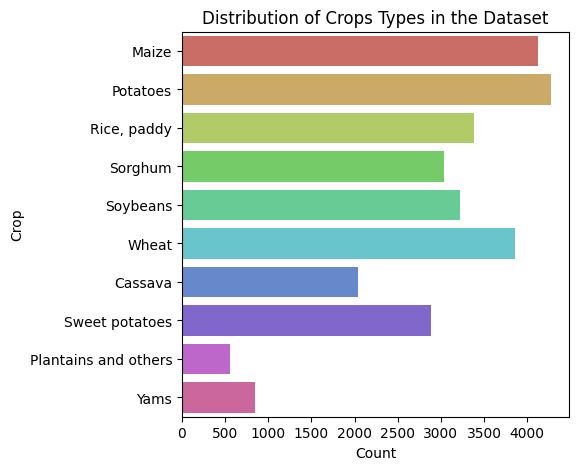 Distribution of Crops Types in the Dataset
Maize
Potatoes
Rice, paddy
Sorghum
Soybeans
Wheat
Cassava
Sweet potatoes
Plantains and others
Yams
Crop
0 500 1000 1500 2000 2500 3000 3500 4000
Count